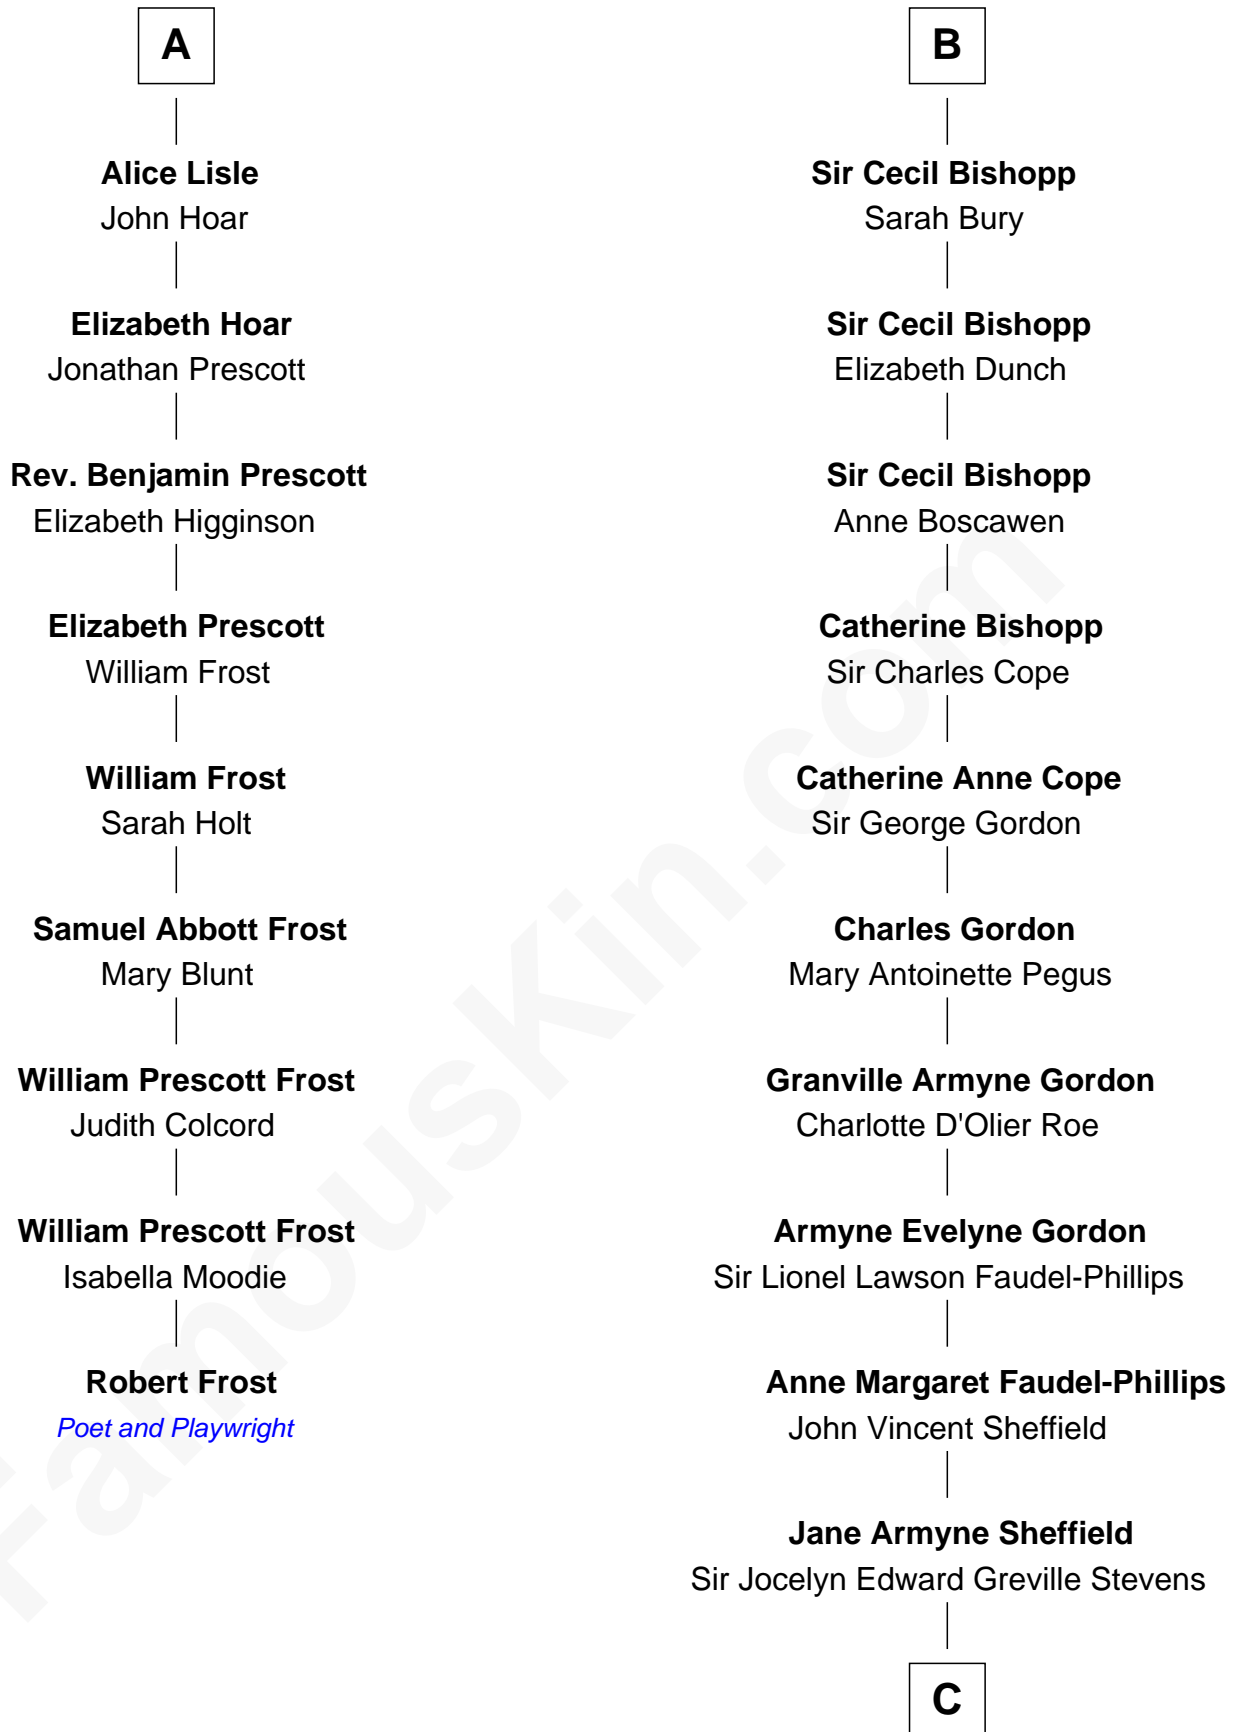 A
Alice Lisle
John Hoar
Elizabeth Hoar
Jonathan Prescott
Rev. Benjamin Prescott
Elizabeth Higginson
Elizabeth Prescott
William Frost
William Frost
Sarah Holt
Samuel Abbott Frost
Mary Blunt
William Prescott Frost
Judith Colcord
William Prescott Frost
Isabella Moodie
Robert Frost
Poet and Playwright
B
Sir Cecil Bishopp
Sarah Bury
Sir Cecil Bishopp
Elizabeth Dunch
Sir Cecil Bishopp
Anne Boscawen
Catherine Bishopp
Sir Charles Cope
Catherine Anne Cope
Sir George Gordon
Charles Gordon
Mary Antoinette Pegus
Granville Armyne Gordon
Charlotte D'Olier Roe
Armyne Evelyne Gordon
Sir Lionel Lawson Faudel-Phillips
Anne Margaret Faudel-Phillips
John Vincent Sheffield
Jane Armyne Sheffield
Sir Jocelyn Edward Greville Stevens
C
FamousKin.com